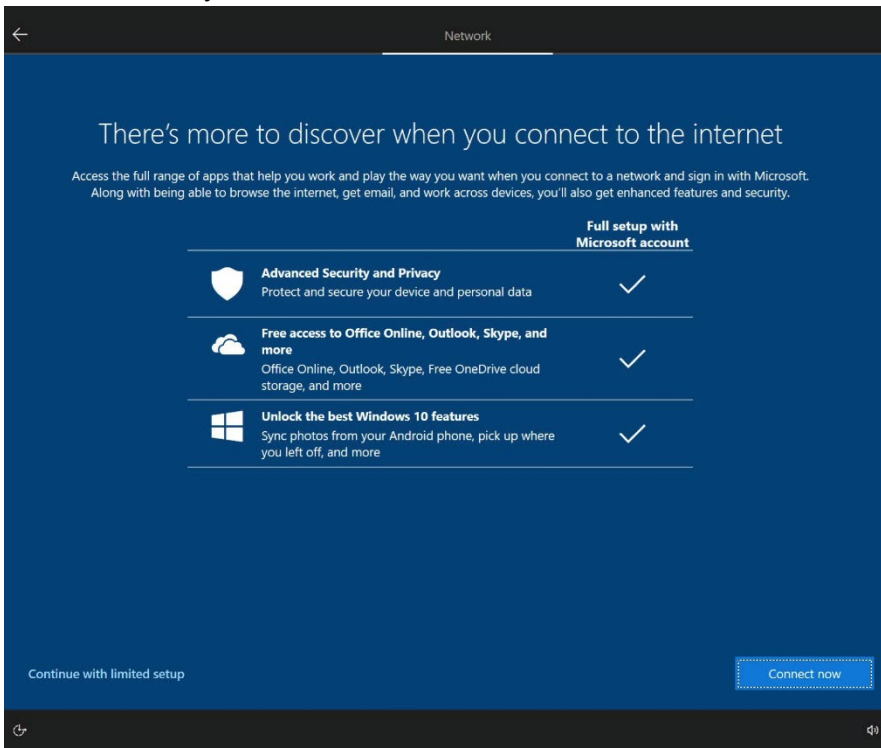 Network
There's more to discover when you connect to the internet
Access the full range of apps that help you work and play the way you want when you connect to a network and sign in with Microsoft.
Along with being able to browse the internet, get email, and work across devices, you'll also get enhanced features and security.
Full setup with
Microsoft account
Advanced Security and Privacy
Protect and secure your device and personal data
Free access to Office Online, Outlook, Skype, and
more
Office Online, Outlook, Skype, Free OneDrive cloud
storage, and more
Unlock the best Windows 10 features
Sync photos from your Android phone, pick up where
you left off, and more
Continue with limited setup
Connect now